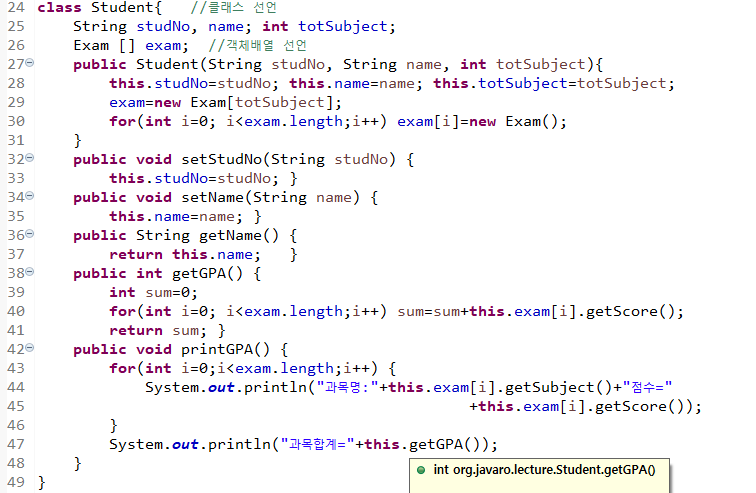 24 class Student{ //클래스 선언
25 String studNo, name; int totSubject;
26 Exam [] exam; //객체배열 선언
27 public Student(String studNo, String name, int totSubject){
28 this.studNo=studNo; this.name=name; this.totSubject=totSubject;
29 exam=new Exam[totSubject];
30 for(int i=0; i<exam.length;i++) exam[i]=new Exam();
31 }
32 public void setStudNo(String studNo) {
33 this.studNo=studNo; }
34 public void setName(String name) {
35 this.name=name; }
36 public String getName() {
37 return this.name; }
38 public int getGPA() {
39 int sum=0;
40 for(int i=0; i<exam.length;i++) sum=sum+this.exam[i].getScore();
41 return sum; }
42 public void printGPA() {
43 for(int i=0;i<exam.length;i++) {
44 System.out.println("과목명:"+this.exam[i].getSubject()+"점수="
45 +this.exam[i].getScore());
46 }
47 System.out.println("과목합계="+this.getGPA());
48 }
int org.javaro.lecture.Student.getGPA()
49 }